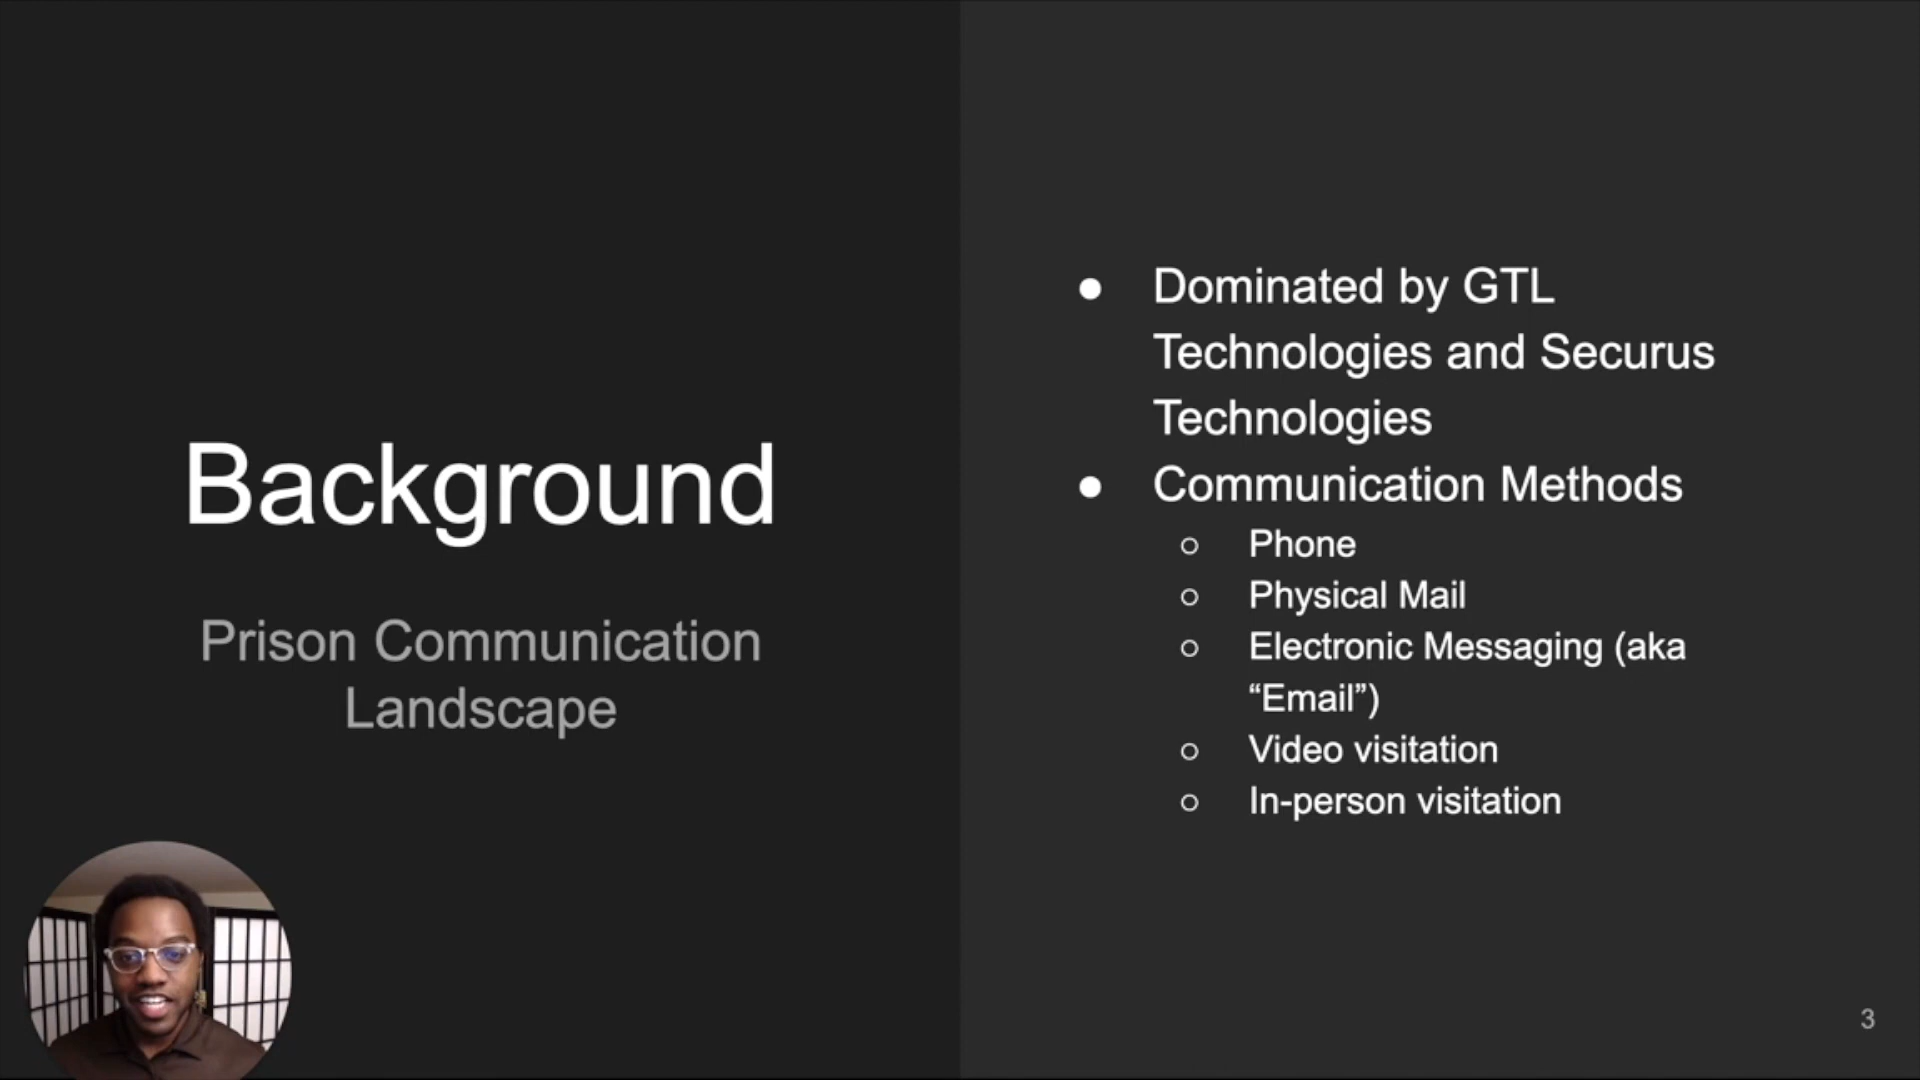 Background
Prison Communication
Landscape
● Dominated by GTL
Technologies and Securus
Technologies
● Communication Methods
○ Phone
○ Physical Mail
○ Electronic Messaging (aka
“Email”)
○ Video visitation
○ In-person visitation
3